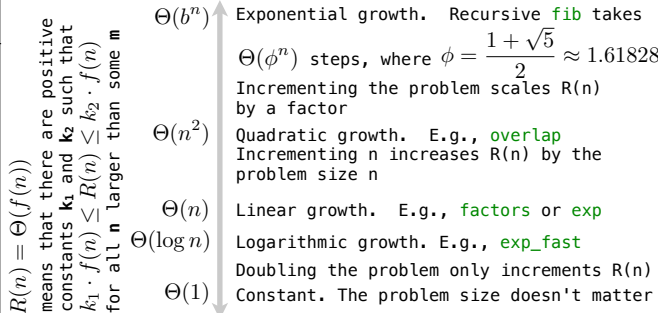 R(n) = Θ(f(n))
means that there are positive
constants k₁ and k₂ such that
k₁ · f(n) ≤ R(n) ≤ k₂ · f(n)
for all n larger than some m
Θ(bⁿ) Exponential growth. Recursive fib takes
Θ(ϕⁿ) steps, where ϕ = (1 + √5)/2 ≈ 1.61828
Incrementing the problem scales R(n)
by a factor
Θ(n²) Quadratic growth. E.g., overlap
Incrementing n increases R(n) by the
problem size n
Θ(n) Linear growth. E.g., factors or exp
Θ(log n) Logarithmic growth. E.g., exp_fast
Doubling the problem only increments R(n)
Θ(1) Constant. The problem size doesn't matter